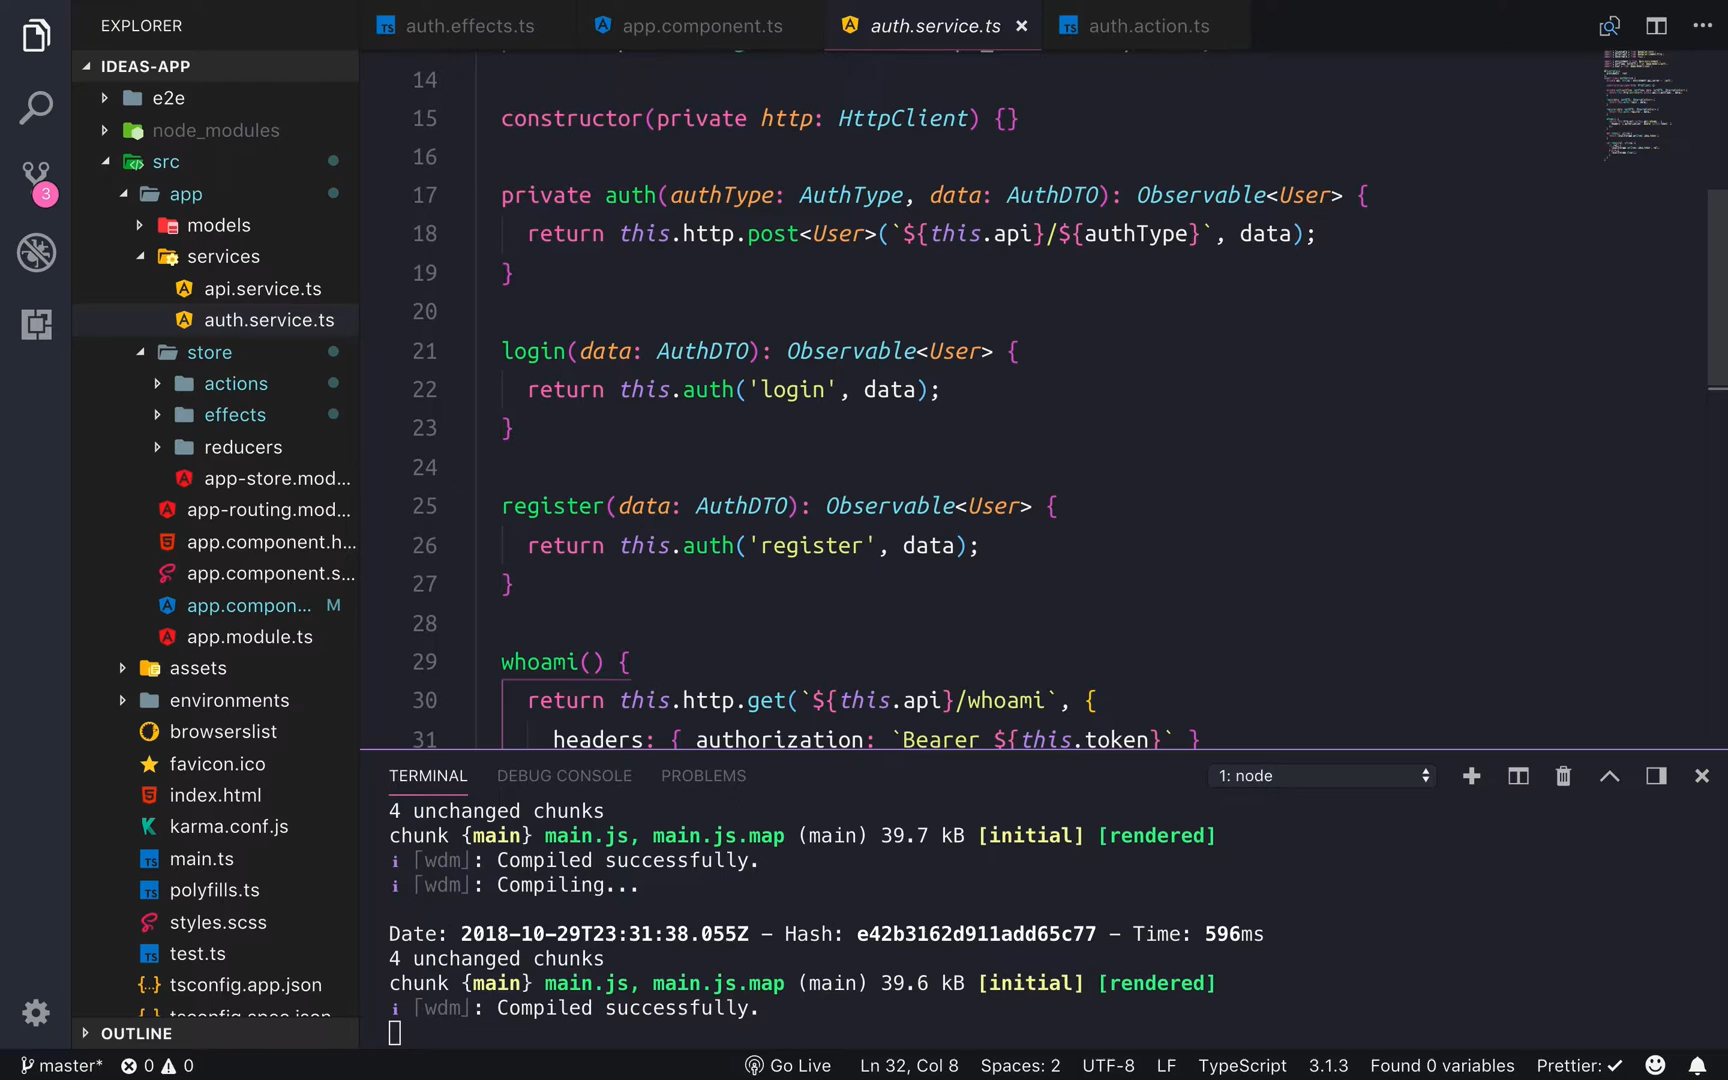 EXPLORER
auth.effects.ts
app.component.ts
auth.service.ts
auth.action.ts
IDEAS-APP
e2e
node_modules
src
app
models
services
api.service.ts
auth.service.ts
store
actions
effects
reducers
app-store.mod...
app-routing.mod...
app.component.h...
app.component.s...
app.compon... M
app.module.ts
assets
environments
browserslist
favicon.ico
index.html
karma.conf.js
main.ts
polyfills.ts
styles.scss
test.ts
tsconfig.app.json
tsconfig.spec.json
OUTLINE
3
14
15 constructor(private http: HttpClient) {}
16
17 private auth(authType: AuthType, data: AuthDTO): Observable<User> {
18 return this.http.post<User>(`${this.api}/${authType}`, data);
19 }
20
21 login(data: AuthDTO): Observable<User> {
22 return this.auth('login', data);
23 }
24
25 register(data: AuthDTO): Observable<User> {
26 return this.auth('register', data);
27 }
28
29 whoami() {
30 return this.http.get(`${this.api}/whoami`, {
31 headers: { authorization: `Bearer ${this.token}` }
TERMINAL DEBUG CONSOLE PROBLEMS 1: node
4 unchanged chunks
chunk {main} main.js, main.js.map (main) 39.7 kB [initial] [rendered]
i ｢wdm｣: Compiled successfully.
i ｢wdm｣: Compiling...
Date: 2018-10-29T23:31:38.055Z - Hash: e42b3162d911add65c77 - Time: 596ms
4 unchanged chunks
chunk {main} main.js, main.js.map (main) 39.6 kB [initial] [rendered]
i ｢wdm｣: Compiled successfully.
master* 0 0 Go Live Ln 32, Col 8 Spaces: 2 UTF-8 LF TypeScript 3.1.3 Found 0 variables Prettier: ✓